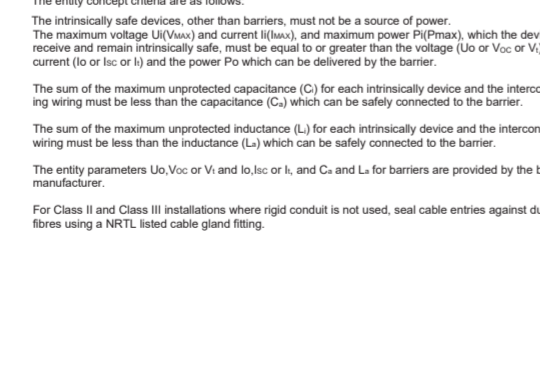 The entity concept criteria are as follows:
The intrinsically safe devices, other than barriers, must not be a source of power.
The maximum voltage Ui(VMAX) and current Ii(IMAX), and maximum power Pi(Pmax), which the dev
receive and remain intrinsically safe, must be equal to or greater than the voltage (Uo or Voc or Vt
current (Io or Isc or It) and the power Po which can be delivered by the barrier.
The sum of the maximum unprotected capacitance (Ci) for each intrinsically device and the interco
ing wiring must be less than the capacitance (Ca) which can be safely connected to the barrier.
The sum of the maximum unprotected inductance (Li) for each intrinsically device and the intercon
wiring must be less than the inductance (La) which can be safely connected to the barrier.
The entity parameters Uo,Voc or Vt and Io,Isc or It, and Ca and La for barriers are provided by the b
manufacturer.
For Class II and Class III installations where rigid conduit is not used, seal cable entries against du
fibres using a NRTL listed cable gland fitting.